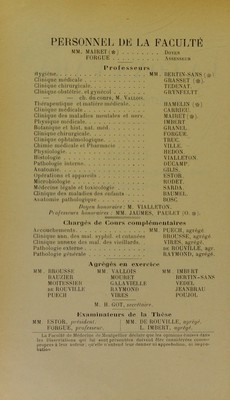 PERSONNEL DE LA FACULTÉ
MM. MAIRET (✻) DOYEN
FORGUE ASSESSEUR
Professeurs
Hygiène MM. BERTIN-SANS (✻)
Clinique médicale GRASSET (✻).
Clinique chirurgicale TEDENAT.
Clinique obstétric. et gynécol GRYNFELTT
— ch. du cours, M. VALLOIS.
Thérapeutique et matière médicale HAMELIN (✻)
Clinique médicale CARRIEU
Clinique des maladies mentales et nerv. MAIRET (✻)
Physique médicale IMBERT
Botanique et hist. nat. méd. GRANEL
Clinique chirurgicale FORGUE
Clinique ophtalmologique TRUC.
Chimie médicale et Pharmacie VILLE.
Physiologie HEDON.
Histologie VIALLETON
Pathologie interne DUCAMP.
Anatomie GILIS.
Opérations et appareils ESTOR
Microbiologie RODET
Médecine légale et toxicologie SARDA
Clinique des maladies des enfants BAUMEL
Anatomie pathologique BOSC
Doyen honoraire : M. VIALLETON.
Professeurs honoraires : MM. JAUMES, PAULET (O. ✻)
Chargés de Cours complémentaires
Accouchements MM. PUECH, agrégé.
Clinique ann. des mal. syphil. et cutanées BROUSSE, agrégé
Clinique annexe des mal. des vieillards. VIRES, agrégé.
Pathologie externe DE ROUVILLE, agr.
Pathologie générale RAYMOND, agrégé.
Agrégés en exercice
MM. BROUSSE MM. VALLOIS MM. IMBERT
RAUZIER MOURET BERTIN-SANS
MOITESSIER GALAVIELLE VEDEL
DE ROUVILLE RAYMOND JEANBRAU
PUECH VIRES POUJOL
M. H. GOT, secrétaire.
Examinateurs de la Thèse
MM. ESTOR, président. MM. DE ROUVILLE, agrégé.
FORGUE, professeur. L. IMBERT, agrégé.
La Faculté de Médecine de Montpellier déclare que les opinions émises dans
les Dissertations qui lui sont présentées doivent être considérées comme
propres à leur auteur ; qu'elle n'entend leur donner ni approbation, ni improbation